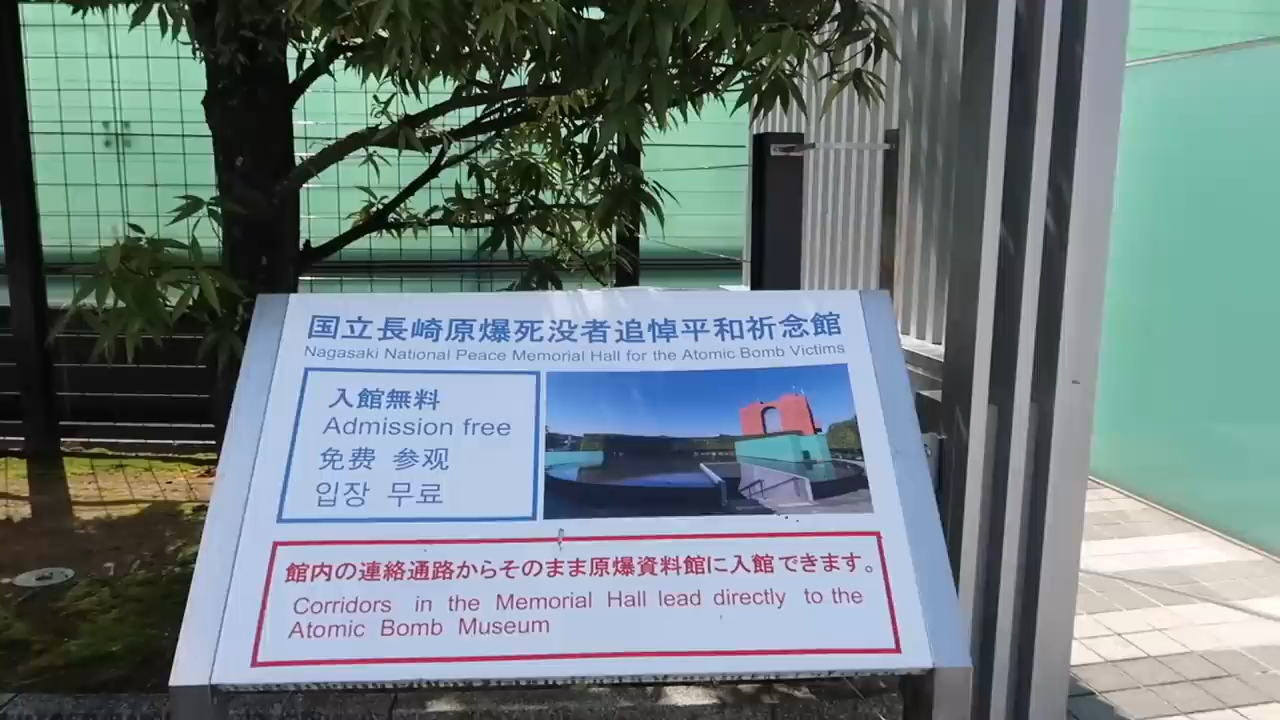 国立長崎原爆死没者追悼平和祈念館
Nagasaki National Peace Memorial Hall for the Atomic Bomb Victims
入館無料
Admission free
免费 参观
입장 무료
館内の連絡通路からそのまま原爆資料館に入館できます。
Corridors in the Memorial Hall lead directly to the
Atomic Bomb Museum